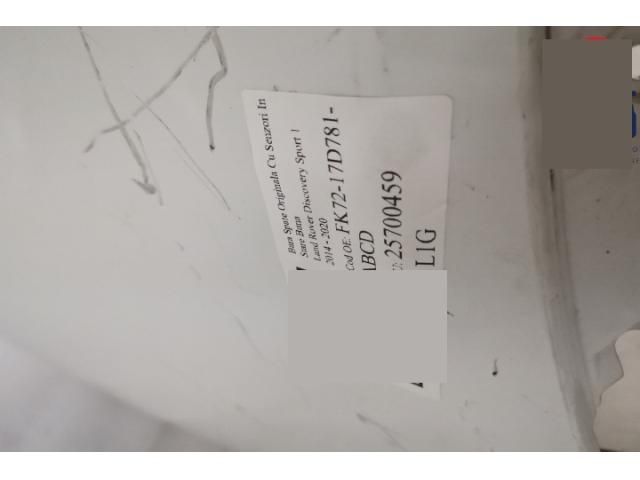 Bara Spate Originala Cu Senzori In
Stare Buna
Land Rover Discovery Sport 1
2014 - 2020
Cod OE: FK72-17D781-
ABCD
25700459
L1G